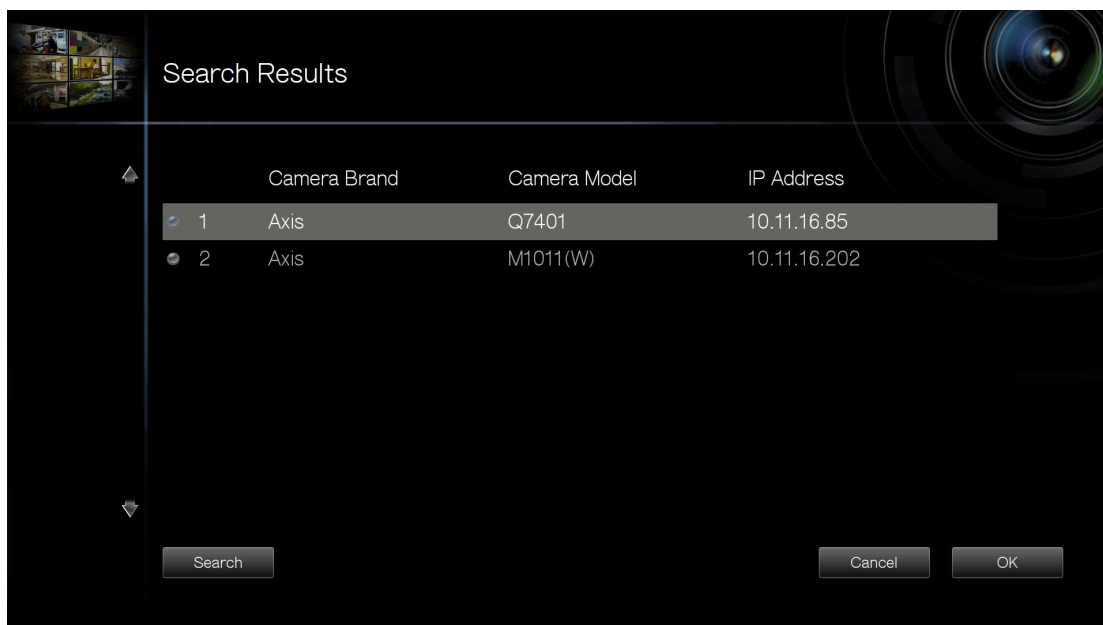 Search Results
Camera Brand Camera Model IP Address
1 Axis Q7401 10.11.16.85
2 Axis M1011(W) 10.11.16.202
Search Cancel OK